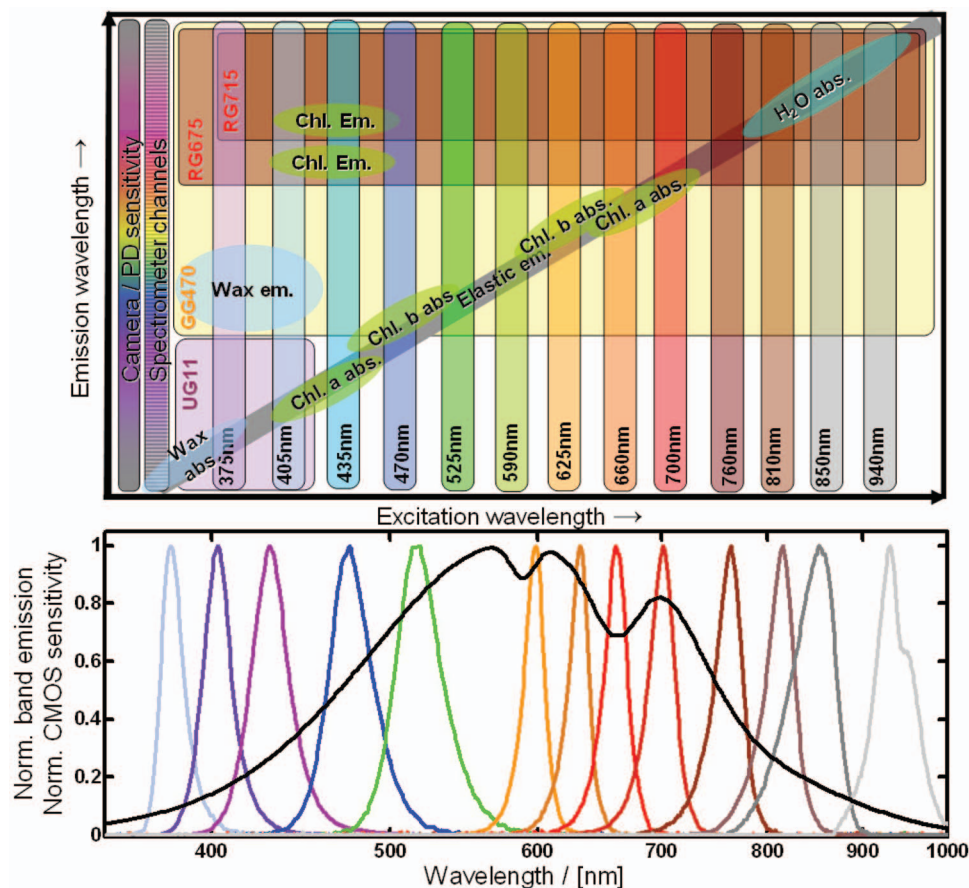 Emission wavelength →
Camera / PD sensitivity
Spectrometer channels
RG715
RG675
GG470
UG11
Chl. Em.
Chl. Em.
H₂O abs.
Chl. b abs.
Chl. a abs.
Wax em.
Elastic em.
Chl. b abs.
Chl. a abs.
Wax abs.
375nm
405nm
435nm
470nm
525nm
590nm
625nm
660nm
700nm
760nm
810nm
850nm
940nm
Excitation wavelength →
Norm. band emission
Norm. CMOS sensitivity
1
0.8
0.6
0.4
0.2
0
400
500
600
700
800
900
1000
Wavelength / [nm]